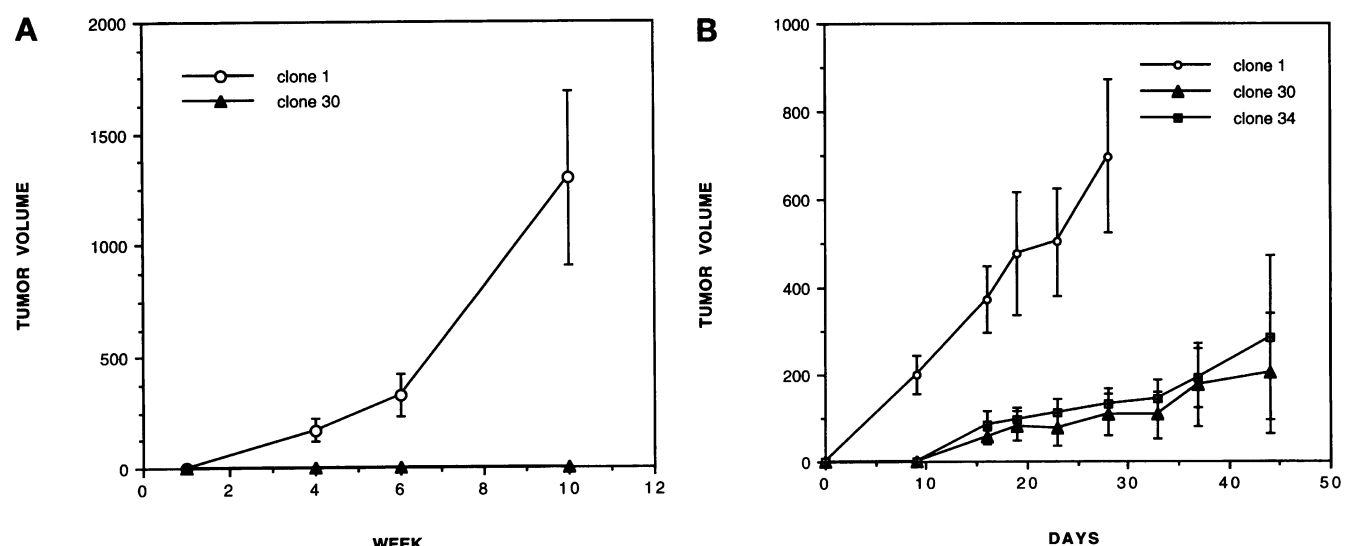 A
TUMOR VOLUME
2000
1500
1000
500
0
clone 1
clone 30
0 2 4 6 8 10 12
WEEK
B
TUMOR VOLUME
1000
800
600
400
200
0
clone 1
clone 30
clone 34
0 10 20 30 40 50
DAYS